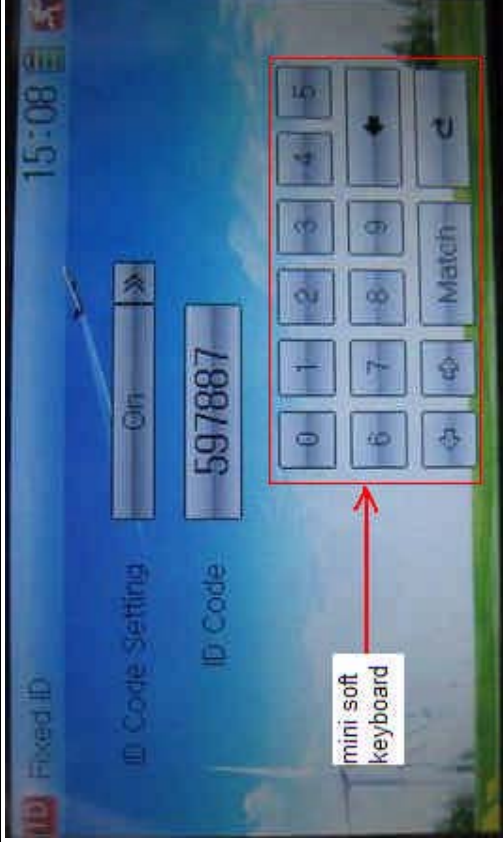 Fixed ID
15:08
ID Code Setting
On
ID Code
597887
0 1 2 3 4 5
6 7 8 9
Match
mini soft
keyboard